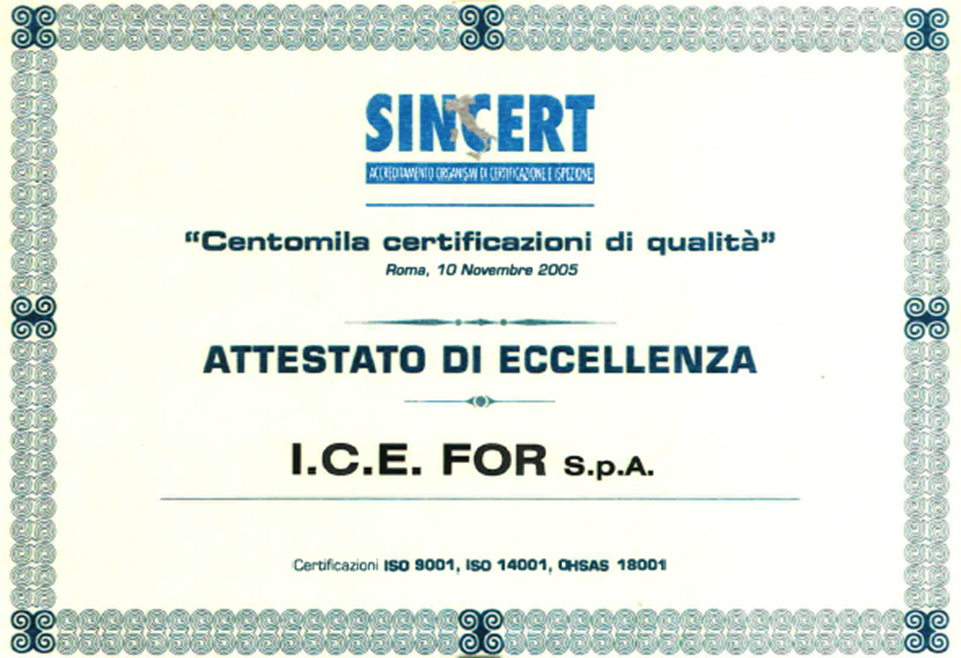 SINCERT
ACCREDITAMENTO ORGANISMI DI CERTIFICAZIONE E ISPEZIONE
“Centomila certificazioni di qualità”
Roma, 10 Novembre 2005
ATTESTATO DI ECCELLENZA
I.C.E. FOR S.p.A.
Certificazioni ISO 9001, ISO 14001, OHSAS 18001